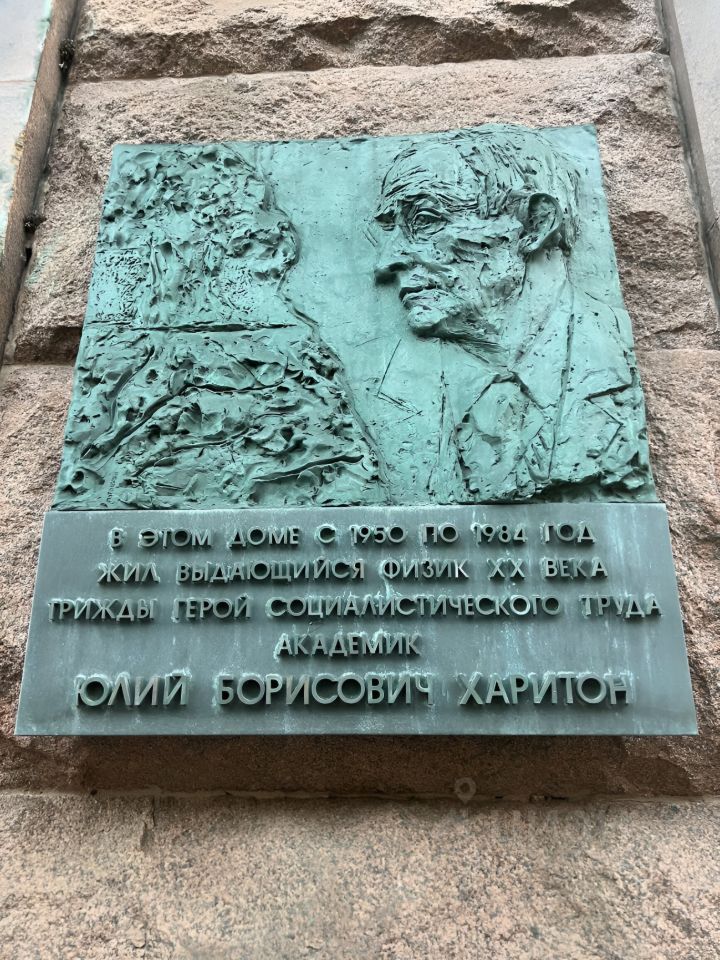 В ЭТОМ ДОМЕ С 1950 ПО 1984 ГОД
ЖИЛ ВЫДАЮЩИЙСЯ ФИЗИК XX ВЕКА
ТРИЖДЫ ГЕРОЙ СОЦИАЛИСТИЧЕСКОГО ТРУДА
АКАДЕМИК
ЮЛИЙ БОРИСОВИЧ ХАРИТОН